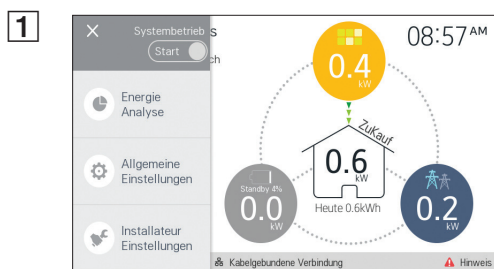 1
Systembetrieb
Start
s
ch
08:57AM
0.4
kW
Energie
Analyse
ZuKauf
Allgemeine
Einstellungen
0.6
kW
Standby 4%
0.0
kW
Heute 0.6kWh
0.2
kW
Installateur
Einstellungen
Kabelgebundene Verbindung
Hinweis